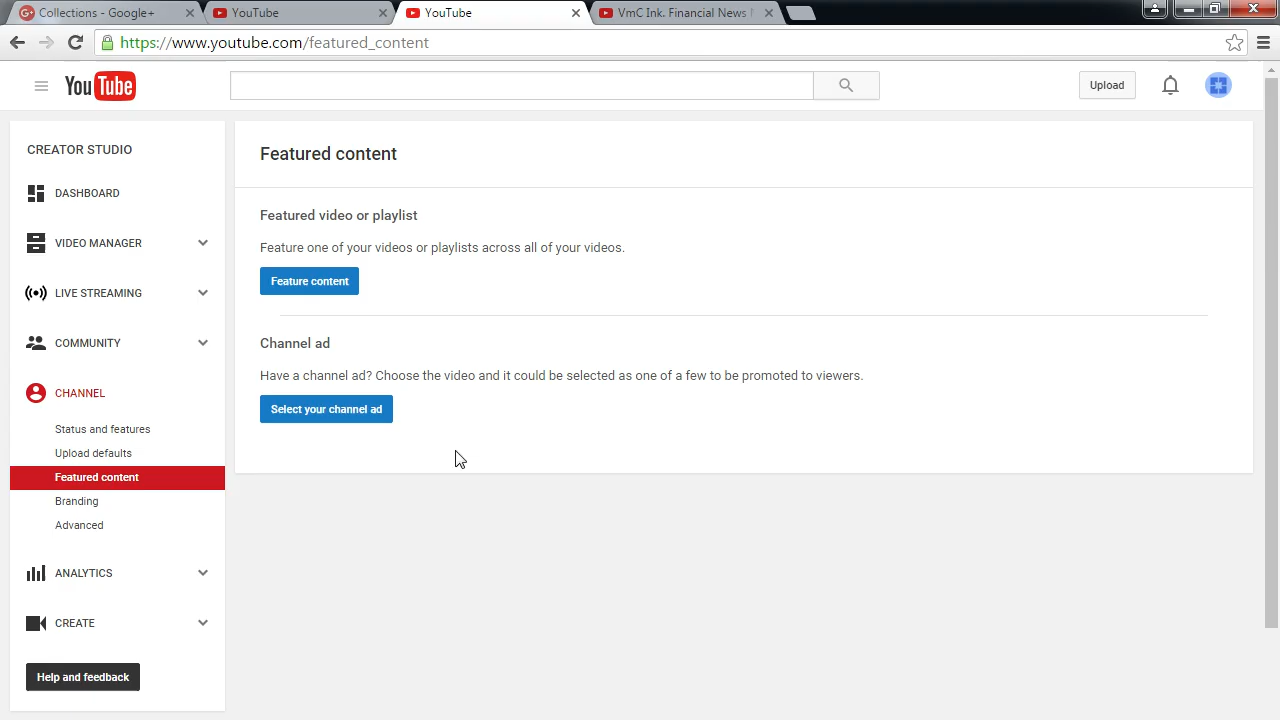 Collections - Google+
YouTube
YouTube
VmC Ink. Financial News
https://www.youtube.com/featured_content
YouTube
Upload
CREATOR STUDIO
DASHBOARD
VIDEO MANAGER
LIVE STREAMING
COMMUNITY
CHANNEL
Status and features
Upload defaults
Featured content
Branding
Advanced
ANALYTICS
CREATE
Help and feedback
Featured content
Featured video or playlist
Feature one of your videos or playlists across all of your videos.
Feature content
Channel ad
Have a channel ad? Choose the video and it could be selected as one of a few to be promoted to viewers.
Select your channel ad